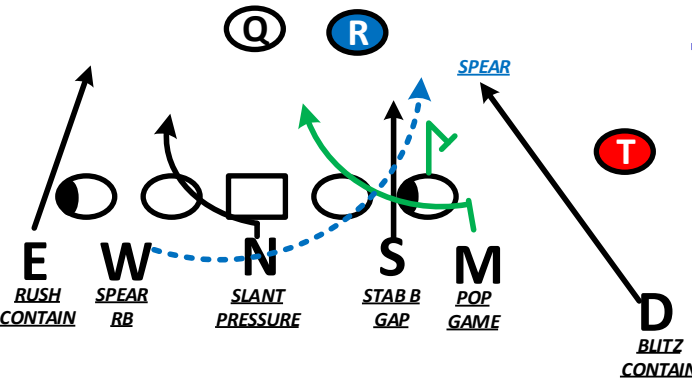 Q
R
SPEAR
T
E
W
N
S
M
RUSH
CONTAIN
SPEAR
RB
SLANT
PRESSURE
STAB B
GAP
POP
GAME
D
BLITZ
CONTAIN